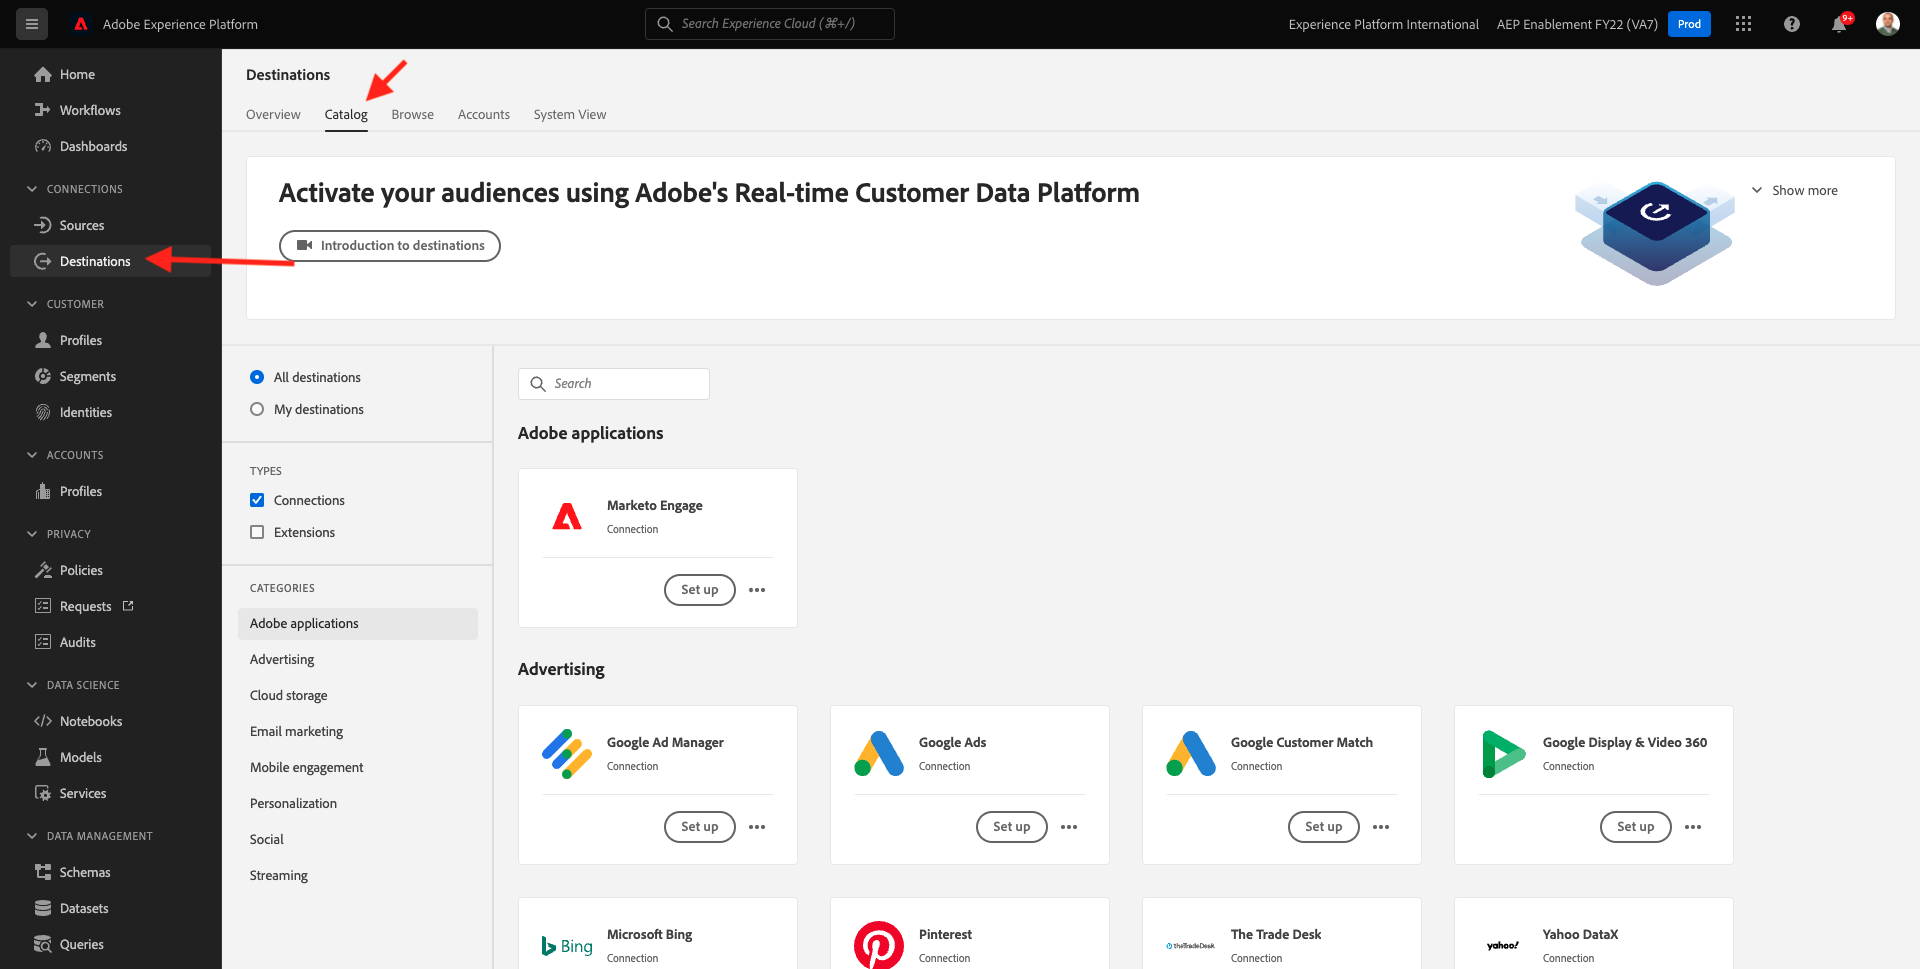 Adobe Experience Platform
Search Experience Cloud (⌘+/)
Experience Platform International
AEP Enablement FY22 (VA7)
Prod
9+
Home
Workflows
Dashboards
CONNECTIONS
Sources
Destinations
CUSTOMER
Profiles
Segments
Identities
ACCOUNTS
Profiles
PRIVACY
Policies
Requests
Audits
DATA SCIENCE
Notebooks
Models
Services
DATA MANAGEMENT
Schemas
Datasets
Queries
Destinations
Overview Catalog Browse Accounts System View
Activate your audiences using Adobe's Real-time Customer Data Platform
Introduction to destinations
Show more
All destinations
My destinations
TYPES
Connections
Extensions
CATEGORIES
Adobe applications
Advertising
Cloud storage
Email marketing
Mobile engagement
Personalization
Social
Streaming
Search
Adobe applications
Marketo Engage
Connection
Set up
Advertising
Google Ad Manager
Connection
Set up
Google Ads
Connection
Set up
Google Customer Match
Connection
Set up
Google Display & Video 360
Connection
Set up
Bing
Microsoft Bing
Connection
Pinterest
Connection
theTradeDesk
The Trade Desk
Connection
yahoo!
Yahoo DataX
Connection